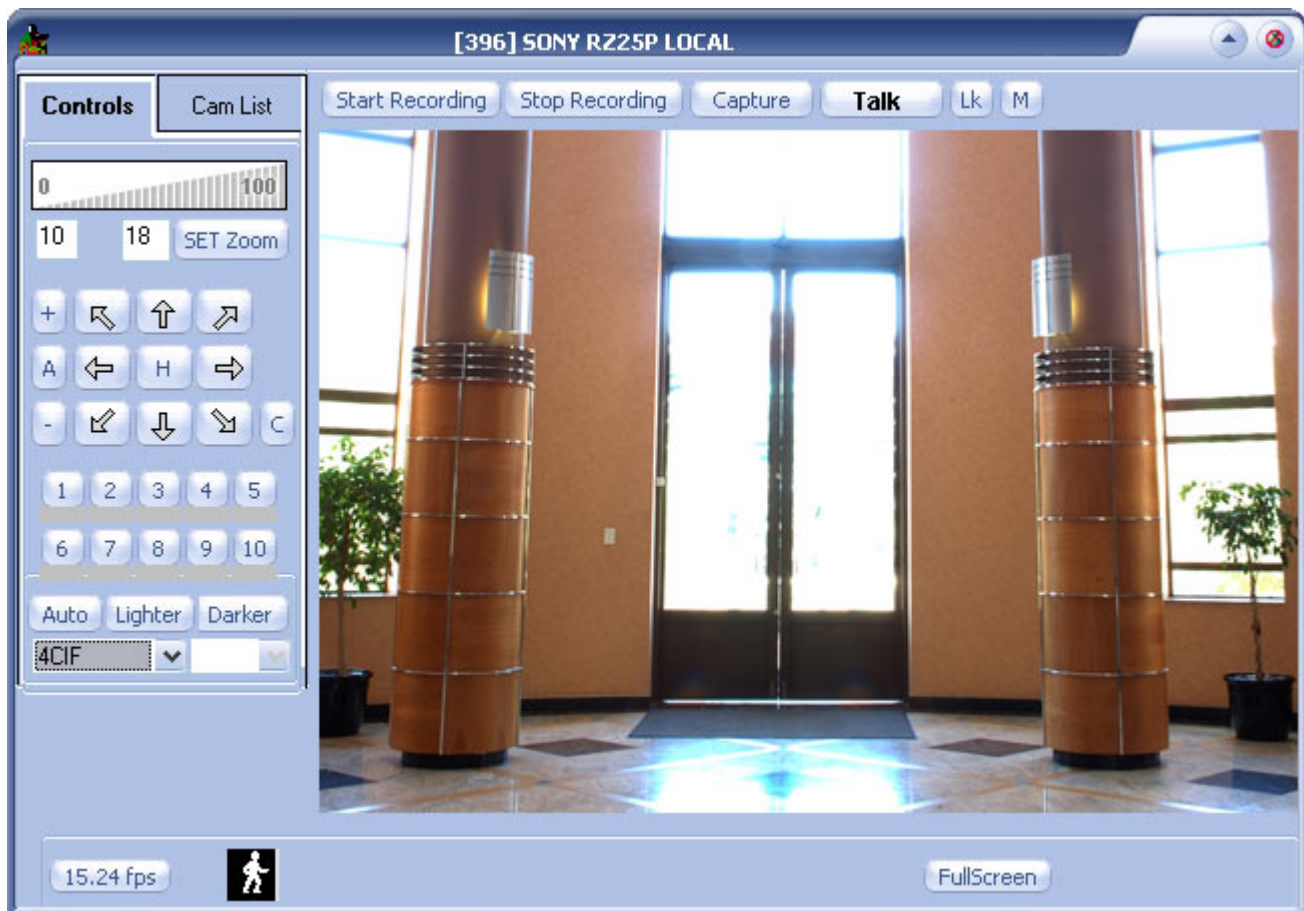 [396] SONY RZ25P LOCAL
Controls Cam List
Start Recording Stop Recording Capture Talk Lk M
0 100
10 18 SET Zoom
+
A H
- C
1 2 3 4 5
6 7 8 9 10
Auto Lighter Darker
4CIF
15.24 fps FullScreen